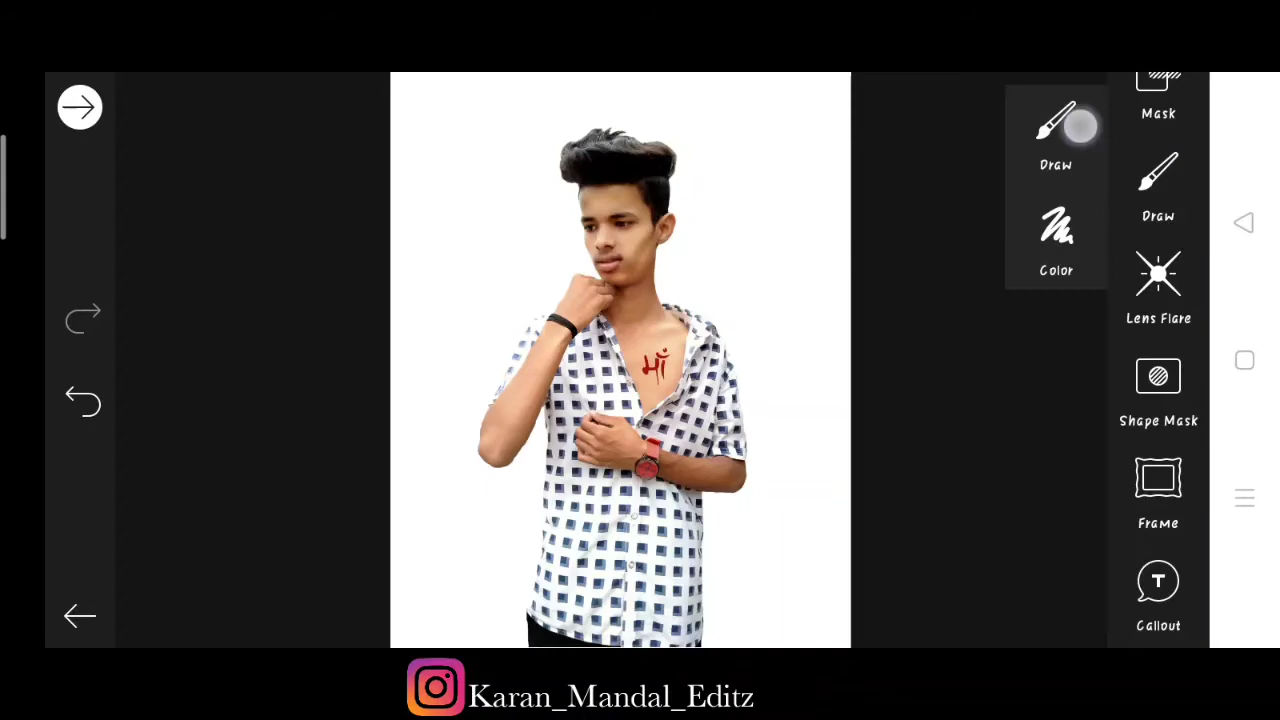 Mask
Draw
Draw
Color
Lens Flare
Shape Mask
Frame
T
Callout
माँ
Karan_Mandal_Editz